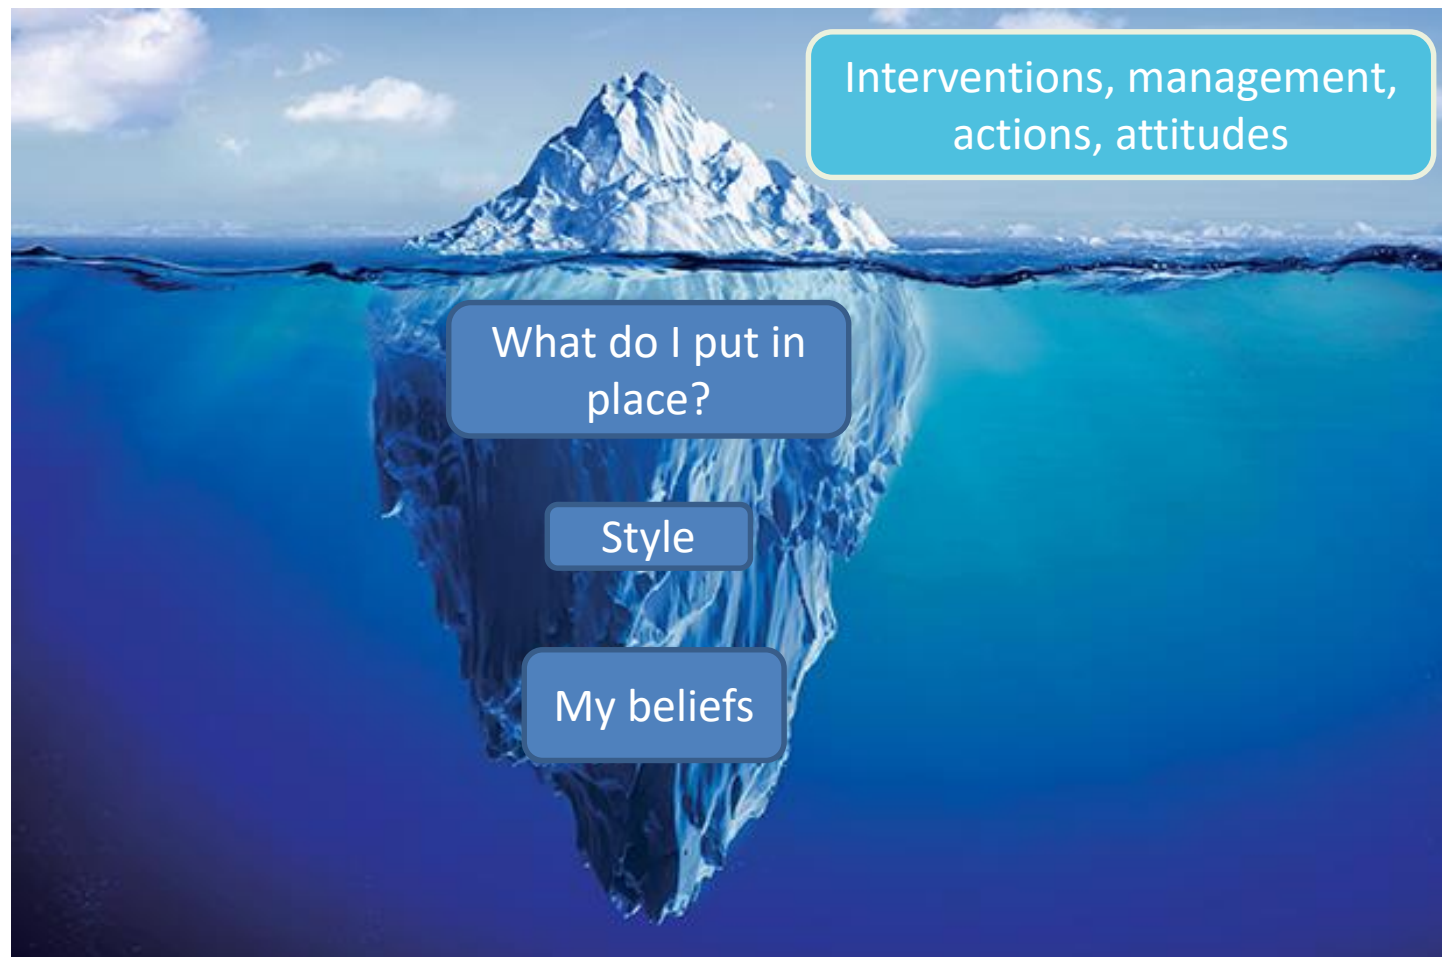 Interventions, management,
actions, attitudes
What do I put in
place?
Style
My beliefs